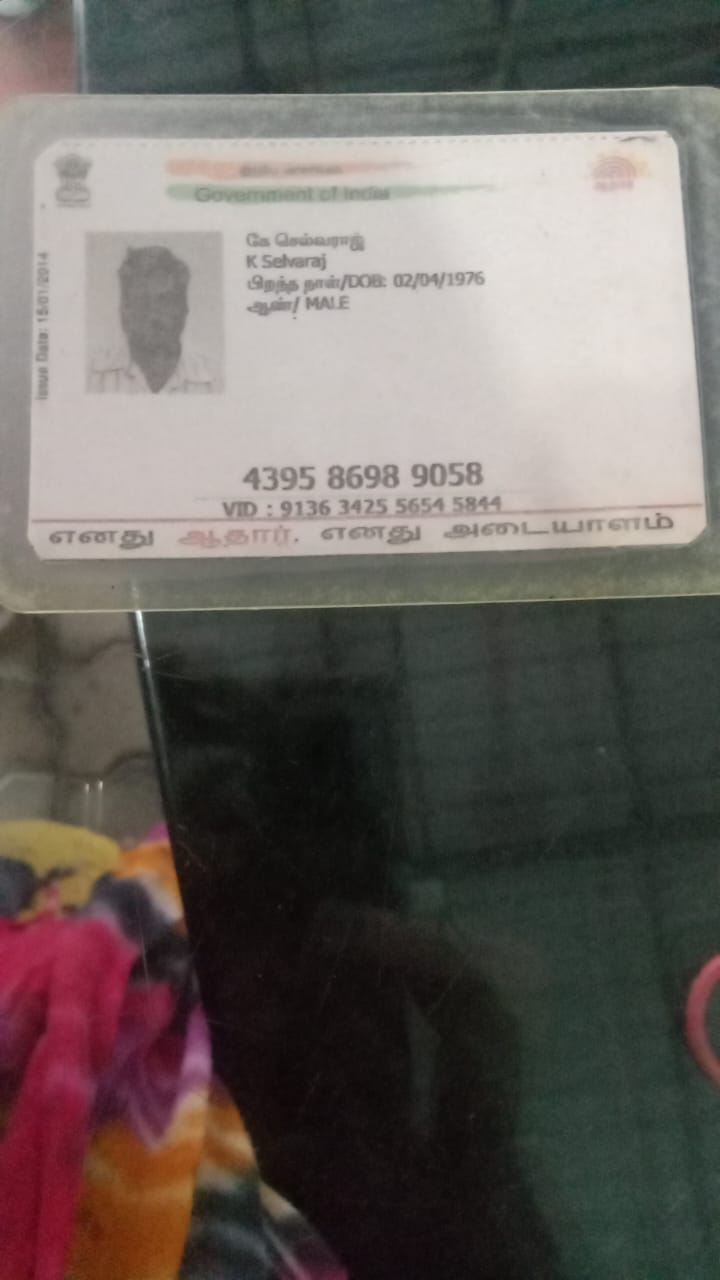 Government of India
Issue Date: 15/01/2014
கே செல்வராஜ்
K Selvaraj
பிறந்த நாள்/DOB: 02/04/1976
ஆண்/ MALE
4395 8698 9058
VID : 9136 3425 5654 5844
எனது ஆதார், எனது அடையாளம்